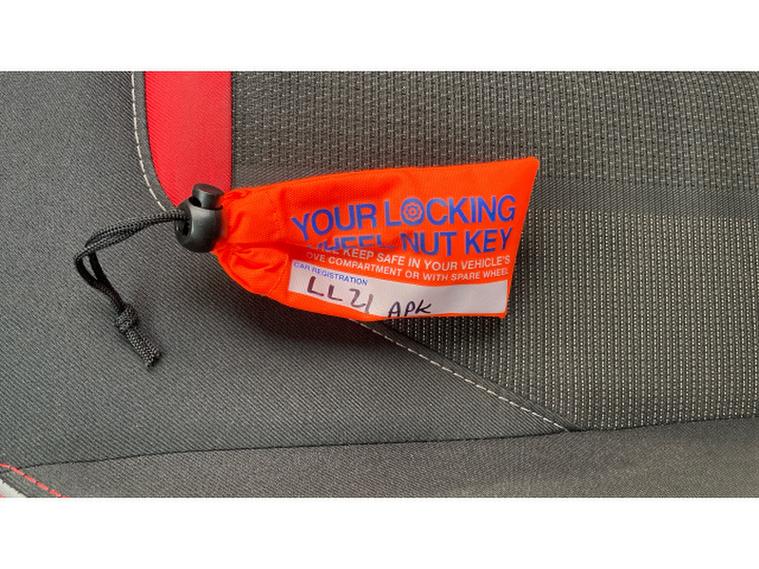 YOUR LOCKING
WHEEL NUT KEY
KEEP SAFE IN YOUR VEHICLE'S
COMPARTMENT OR WITH SPARE WHEEL
CAR REGISTRATION
LL21 APK